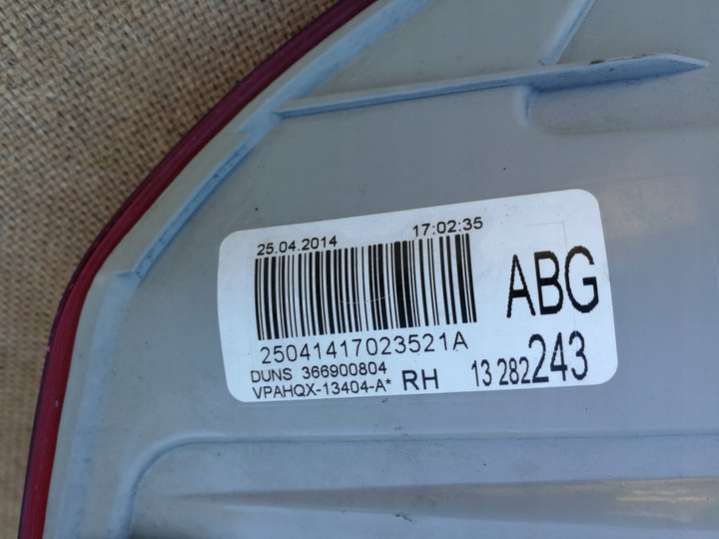 25.04.2014 17:02:35
ABG
25041417023521A
DUNS 366900804
VPAHQX-13404-A* RH 13 282 243